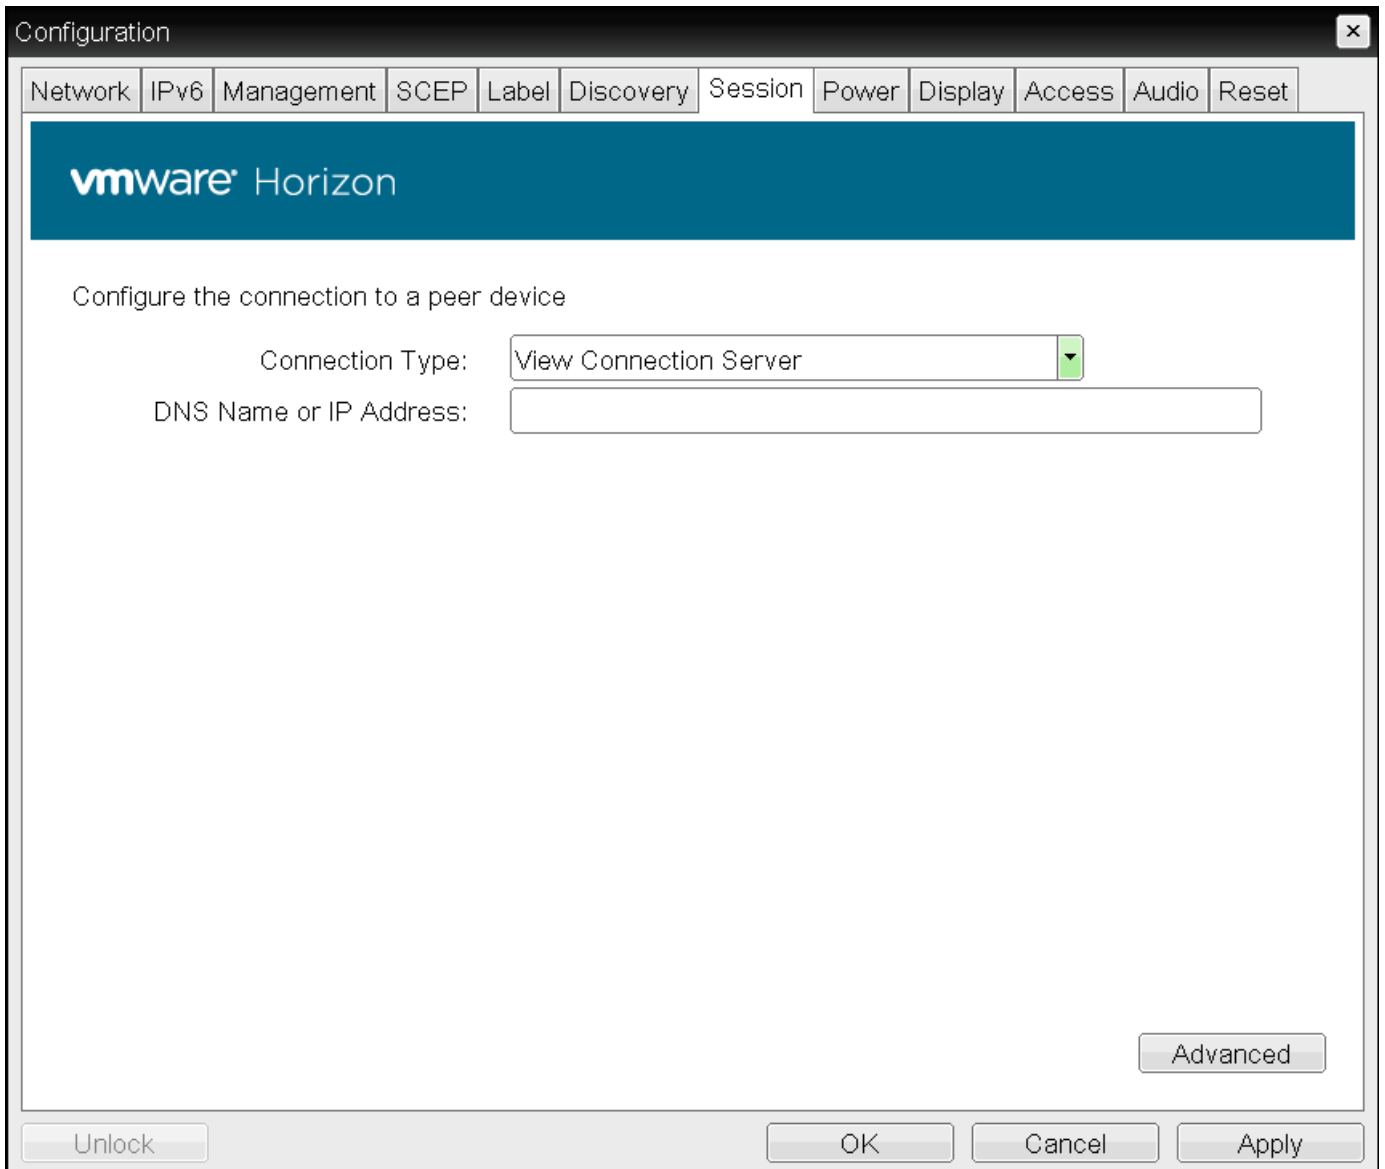 Configuration
Network IPv6 Management SCEP Label Discovery Session Power Display Access Audio Reset
vmware® Horizon
Configure the connection to a peer device
Connection Type: View Connection Server
DNS Name or IP Address:
Advanced
Unlock OK Cancel Apply